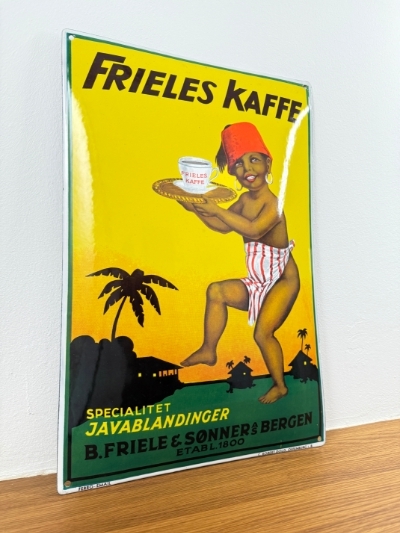 FRIELES KAFFE
FRIELES
KAFFE
SPECIALITET
JAVABLANDINGER
B. FRIELE & SØNNER
BERGEN
ETABL. 1800